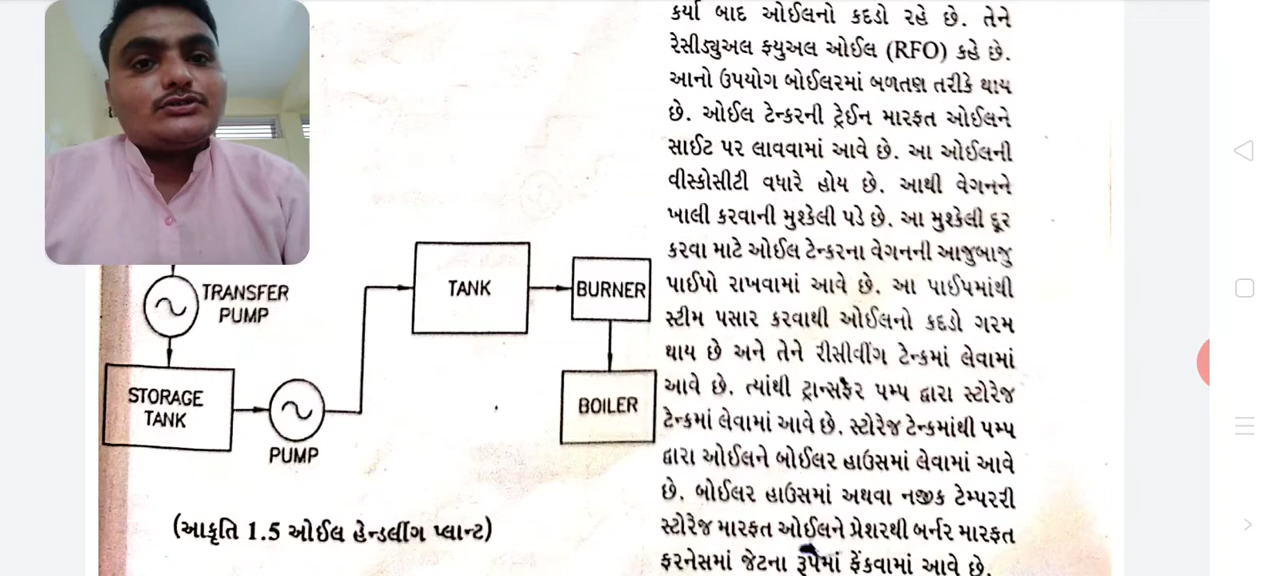 TRANSFER
PUMP
STORAGE
TANK
PUMP
TANK
BURNER
BOILER
(આકૃતિ 1.5 ઓઈલ હેન્ડલીંગ પ્લાન્ટ)
કર્યા બાદ ઓઈલનો કદડો રહે છે. તેને
રેસીડ્યુઅલ ફ્યુઅલ ઓઈલ (RFO) કહે છે.
આનો ઉપયોગ બોઈલરમાં બળતણ તરીકે થાય
છે. ઓઈલ ટેન્કરની ટ્રેઈન મારફત ઓઈલને
સાઈટ પર લાવવામાં આવે છે. આ ઓઈલની
વીસ્કોસીટી વધારે હોય છે. આથી વેગનને
ખાલી કરવાની મુશ્કેલી પડે છે. આ મુશ્કેલી દૂર
કરવા માટે ઓઈલ ટેન્કરના વેગનની આજુબાજુ
પાઈપો રાખવામાં આવે છે. આ પાઈપમાંથી
સ્ટીમ પસાર કરવાથી ઓઈલનો કદડો ગરમ
થાય છે અને તેને રીસીવીંગ ટેન્કમાં લેવામાં
આવે છે. ત્યાંથી ટ્રાન્સફર પમ્પ દ્વારા સ્ટોરેજ
ટેન્કમાં લેવામાં આવે છે. સ્ટોરેજ ટેન્કમાંથી પમ્પ
દ્વારા ઓઈલને બોઈલર હાઉસમાં લેવામાં આવે
છે. બોઈલર હાઉસમાં અથવા નજીક ટેમ્પરરી
સ્ટોરેજ મારફત ઓઈલને પ્રેશરથી બર્નર મારફત
ફરનેસમાં જેટના રૂપમાં ફેંકવામાં આવે છે.